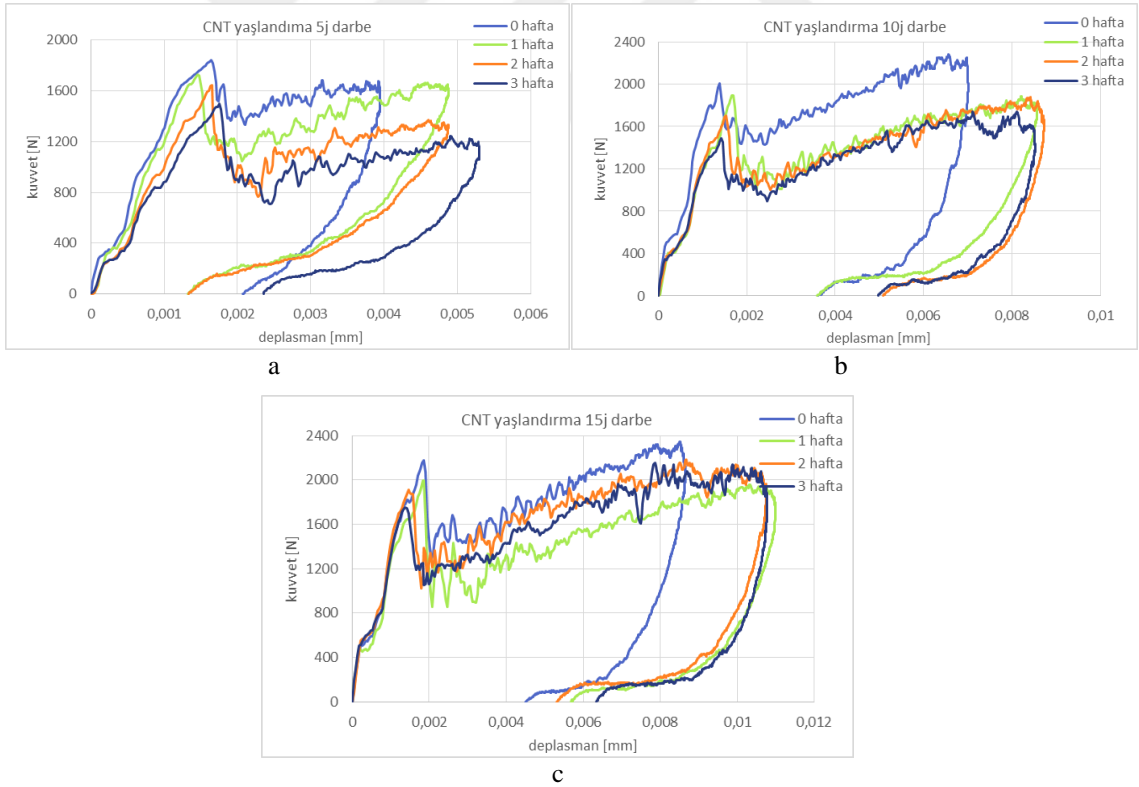 CNT yaşlandıma 5j darbe
0 hafta
1 hafta
2 hafta
3 hafta
2000
1600
1200
800
400
0
kuvvet [N]
0
0,001
0,002
0,003
0,004
0,005
0,006
deplasman [mm]
a
CNT yaşlandırma 10j darbe
0 hafta
1 hafta
2 hafta
3 hafta
2400
2000
1600
1200
800
400
0
kuvvet [N]
0
0,002
0,004
0,006
0,008
0,01
deplasman [mm]
b
CNT yaşlandırma 15j darbe
0 hafta
1 hafta
2 hafta
3 hafta
2400
2000
1600
1200
800
400
0
kuvvet [N]
0
0,002
0,004
0,006
0,008
0,01
0,012
deplasman [mm]
c